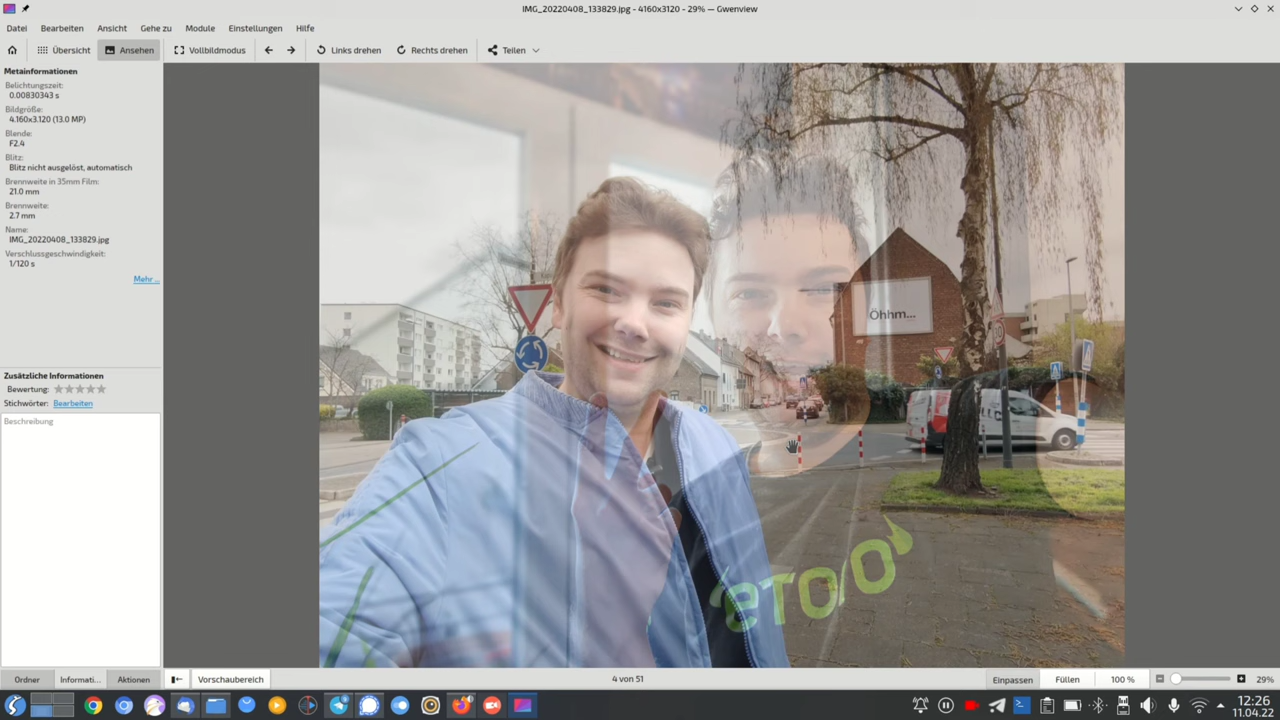 IMG_20220408_133829.jpg - 4160x3120 - 29% — Gwenview
Datei Bearbeiten Ansicht Gehe zu Module Einstellungen Hilfe
Übersicht Ansehen Vollbildmodus Links drehen Rechts drehen Teilen
Metainformationen
Belichtungszeit:
0.00830343 s
Bildgröße:
4.160x3.120 (13.0 MP)
Blende:
F2.4
Blitz:
Blitz nicht ausgelöst, automatisch
Brennweite in 35mm Film:
21.0 mm
Brennweite:
2.7 mm
Name:
IMG_20220408_133829.jpg
Verschlussgeschwindigkeit:
1/120 s
Mehr...
Öhhm...
Zusätzliche Informationen
Bewertung:
Stichwörter: Bearbeiten
Beschreibung
eToro
Ordner Informati... Aktionen Vorschaubereich 4 von 51 Einpassen Füllen 100 % 29%
12:26
11.04.22